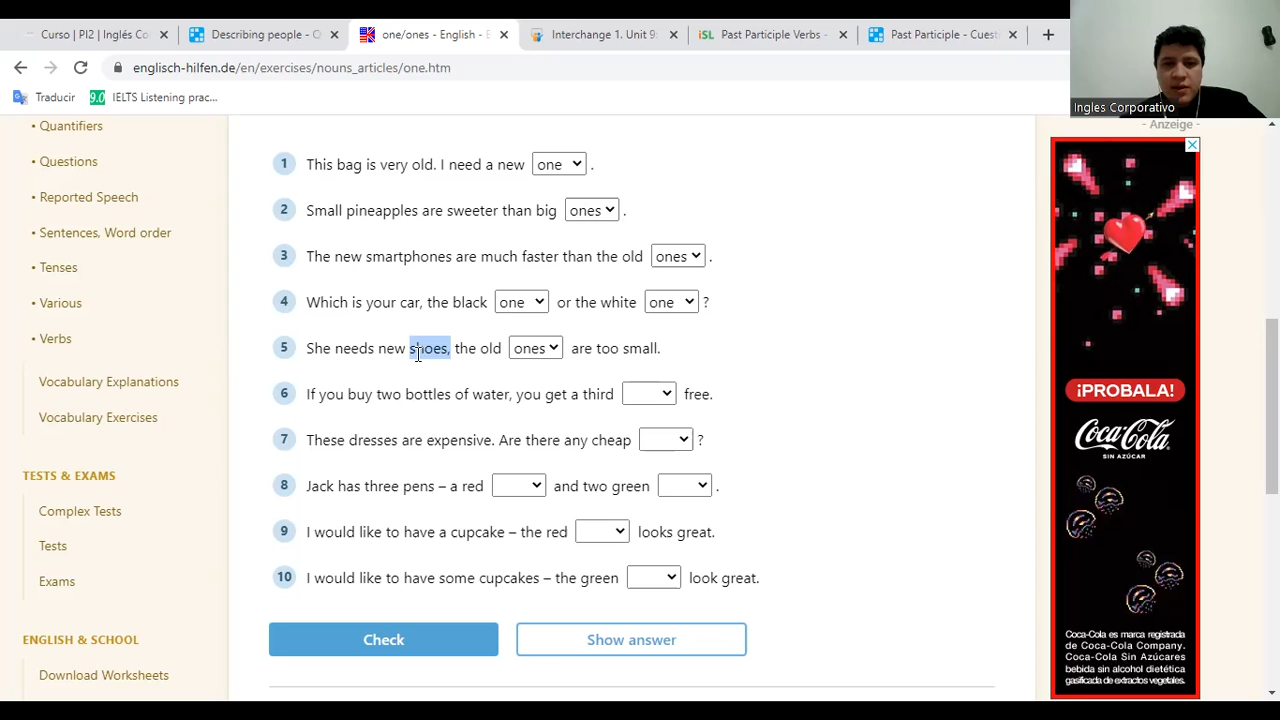 Curso | PI2 | Inglés Co
Describing people - Q
one/ones - English - E
Interchange 1. Unit 9
iSL Past Participle verbs -
Past Participle - Cuest
englisch-hilfen.de/en/exercises/nouns_articles/one.htm
Traducir
9.0 IELTS Listening prac...
Ingles Corporativo
- Anzeige -
• Quantifiers
• Questions
• Reported Speech
• Sentences, Word order
• Tenses
• Various
• Verbs
Vocabulary Explanations
Vocabulary Exercises
TESTS & EXAMS
Complex Tests
Tests
Exams
ENGLISH & SCHOOL
Download Worksheets
1 This bag is very old. I need a new one .
2 Small pineapples are sweeter than big ones .
3 The new smartphones are much faster than the old ones .
4 Which is your car, the black one or the white one ?
5 She needs new shoes, the old ones are too small.
6 If you buy two bottles of water, you get a third free.
7 These dresses are expensive. Are there any cheap ?
8 Jack has three pens – a red and two green .
9 I would like to have a cupcake – the red looks great.
10 I would like to have some cupcakes – the green look great.
Check
Show answer
¡PROBALA!
Coca-Cola
SIN AZÚCAR
Coca-Cola es marca registrada
de Coca-Cola Company.
Coca-Cola Sin Azúcares
bebida sin alcohol dietética
gasificada de extractos vegetales.